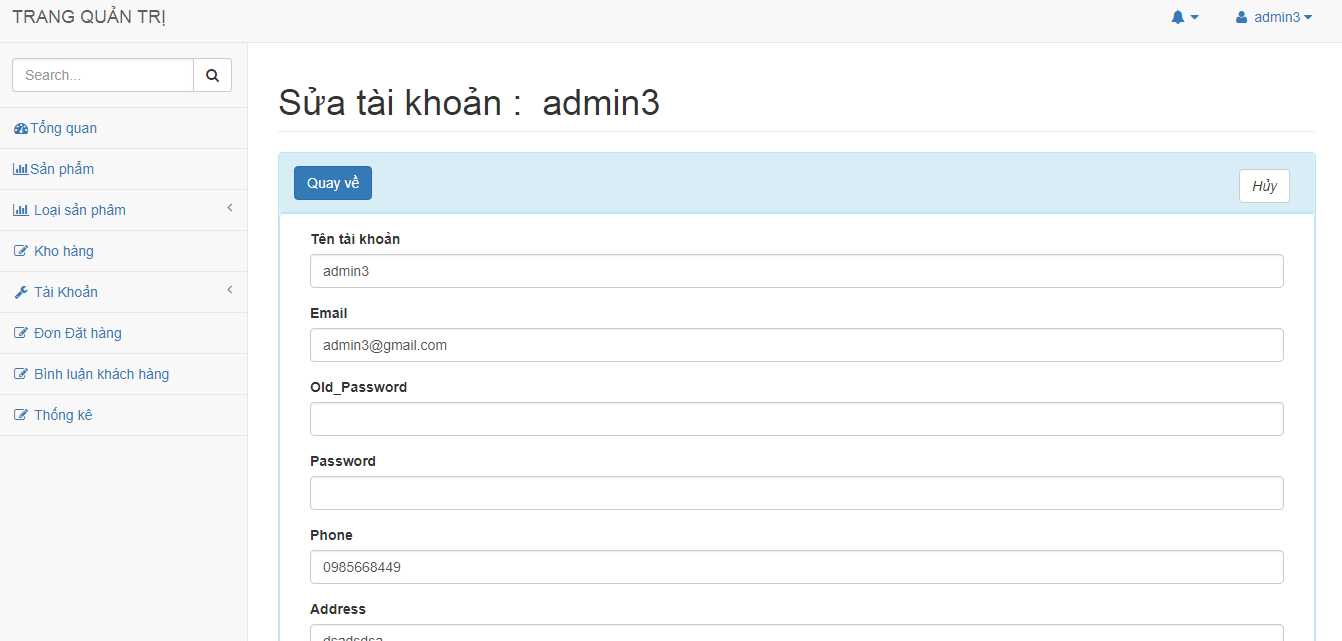 TRANG QUẢN TRỊ
admin3
Search...
Tổng quan
Sản phẩm
Loại sản phâm
Kho hàng
Tài Khoản
Đơn Đặt hàng
Bình luận khách hàng
Thống kê
Sửa tài khoản : admin3
Quay về
Hủy
Tên tài khoản
admin3
Email
admin3@gmail.com
Old_Password
Password
Phone
0985668449
Address
dsadsdsa